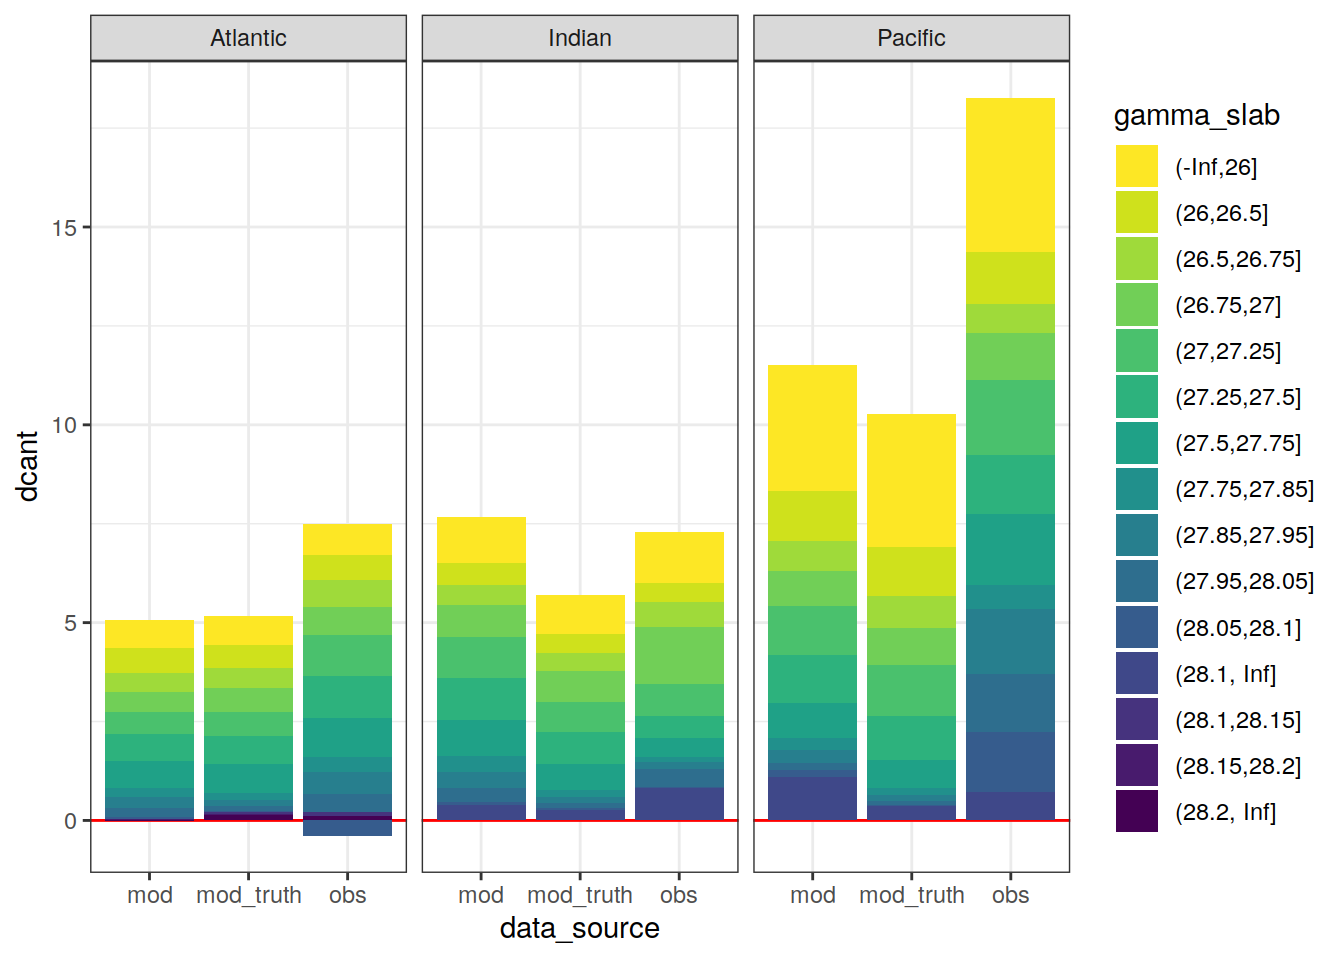 Atlantic Indian Pacific
gamma_slab
(-Inf,26]
(26,26.5]
(26.5,26.75]
(26.75,27]
(27,27.25]
(27.25,27.5]
(27.5,27.75]
(27.75,27.85]
(27.85,27.95]
(27.95,28.05]
(28.05,28.1]
(28.1, Inf]
(28.1,28.15]
(28.15,28.2]
(28.2, Inf]
15
10
5
0
dcant
mod mod_truth obs mod mod_truth obs mod mod_truth obs
data_source